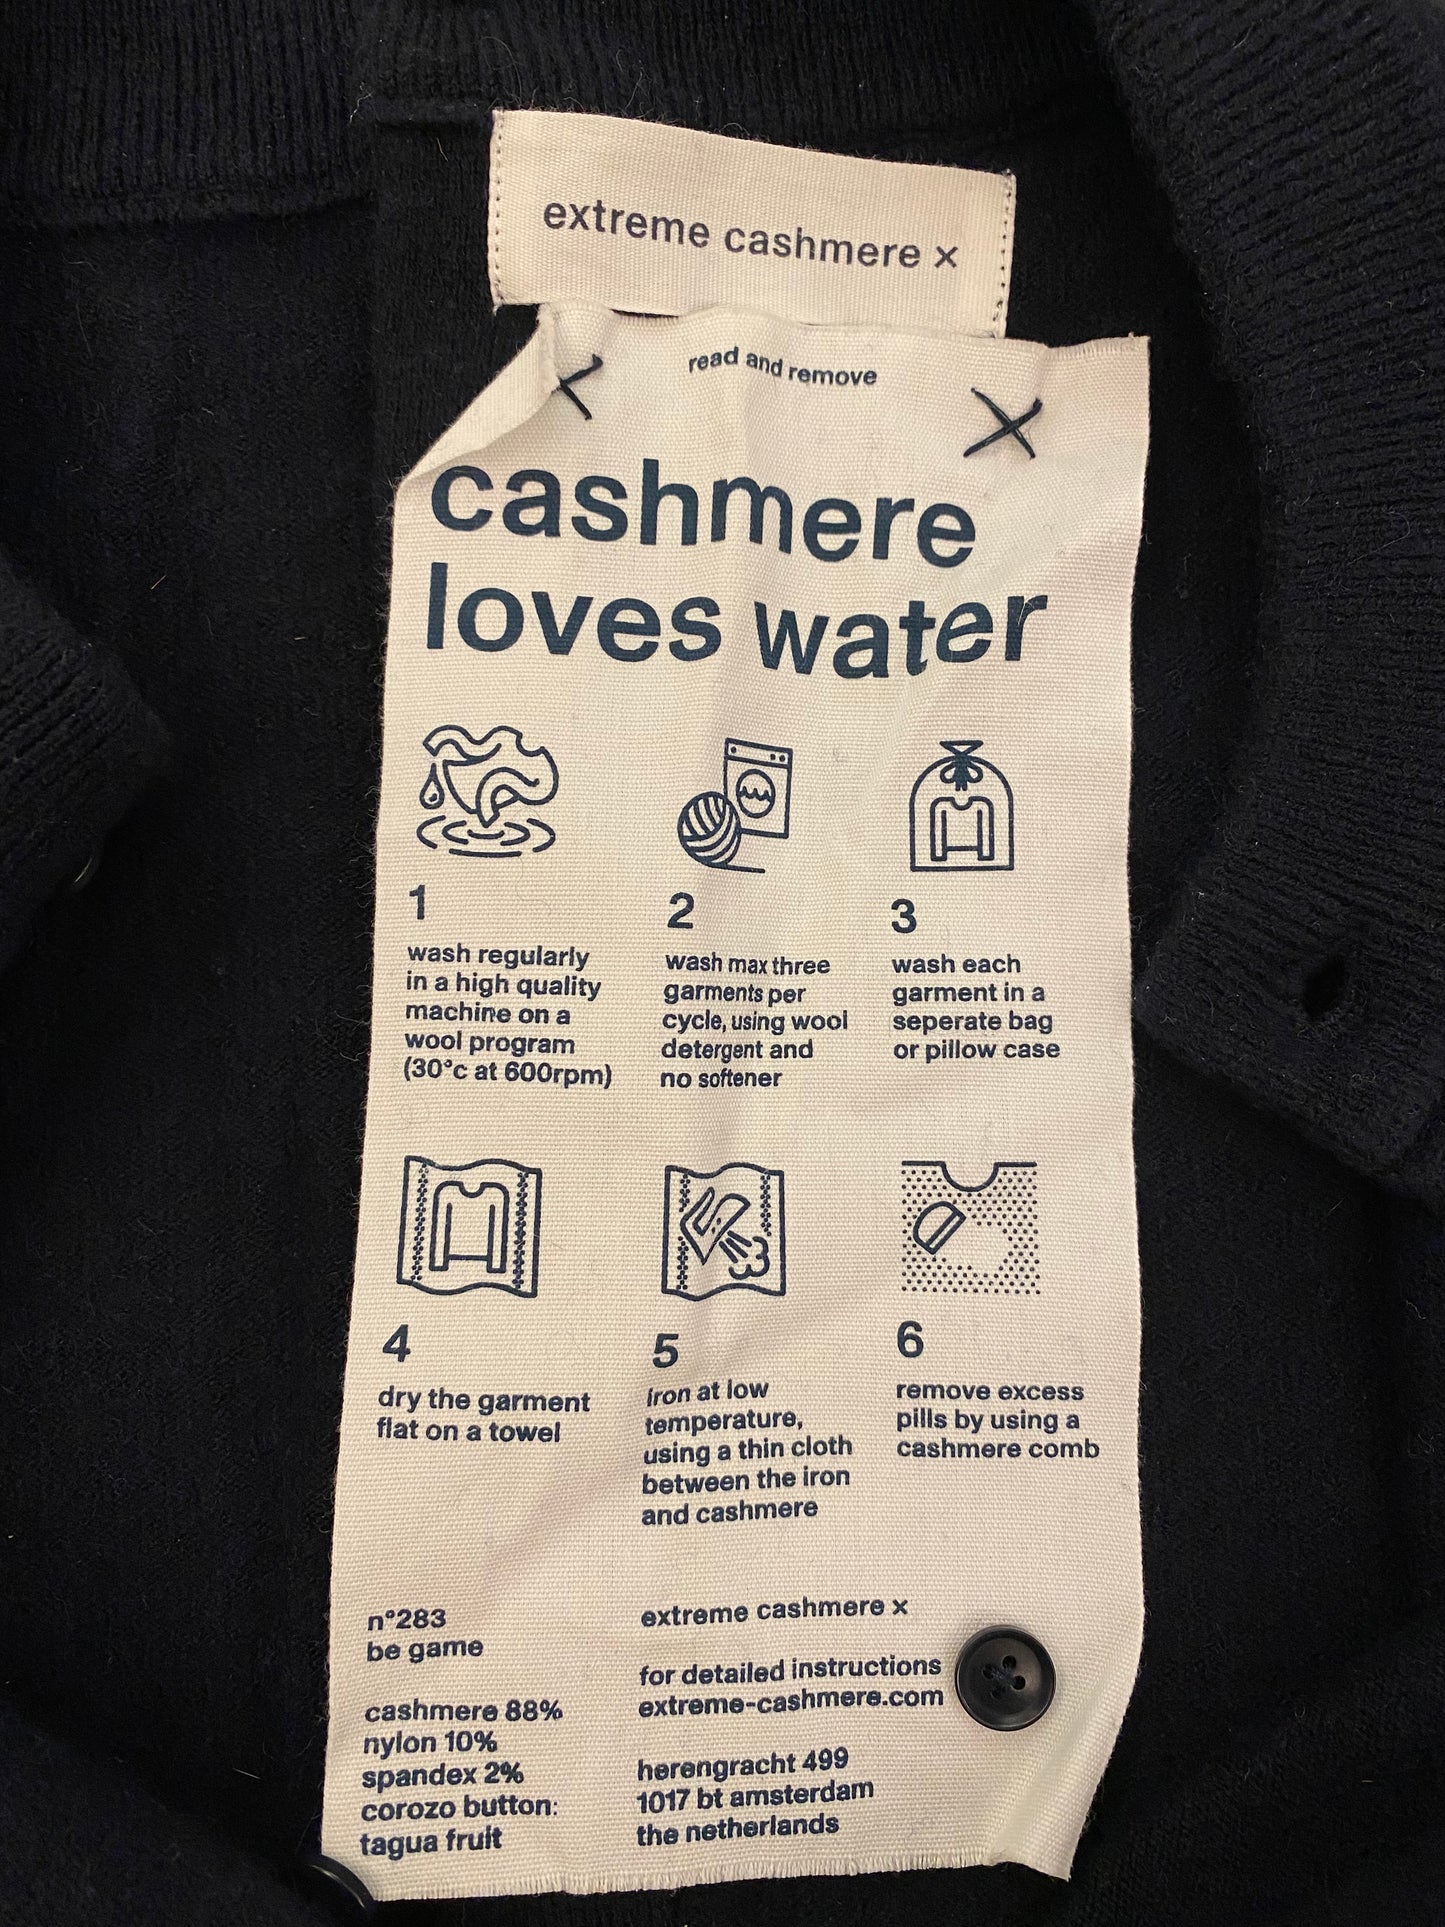 extreme cashmere ×
read and remove
cashmere
loves water
1
wash regularly
in a high quality
machine on a
wool program
(30°c at 600rpm)
2
wash max three
garments per
cycle, using wool
detergent and
no softener
3
wash each
garment in a
seperate bag
or pillow case
4
dry the garment
flat on a towel
5
iron at low
temperature,
using a thin cloth
between the iron
and cashmere
6
remove excess
pills by using a
cashmere comb
n°283
be game
cashmere 88%
nylon 10%
spandex 2%
corozo button:
tagua fruit
extreme cashmere ×
for detailed instructions
extreme-cashmere.com
herengracht 499
1017 bt amsterdam
the netherlands